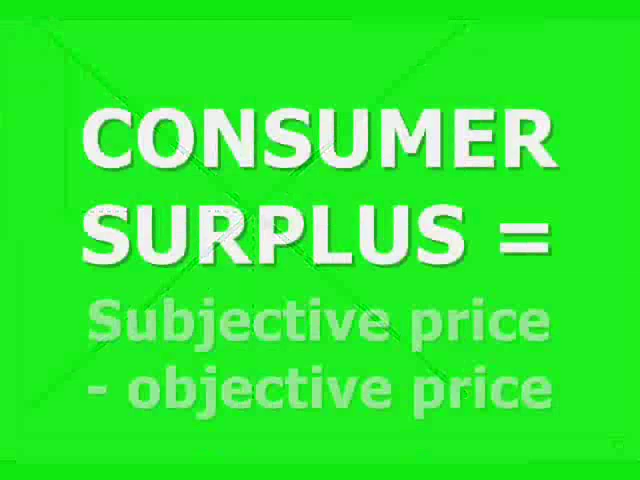 CONSUMER
SURPLUS =
Subjective price
- objective price